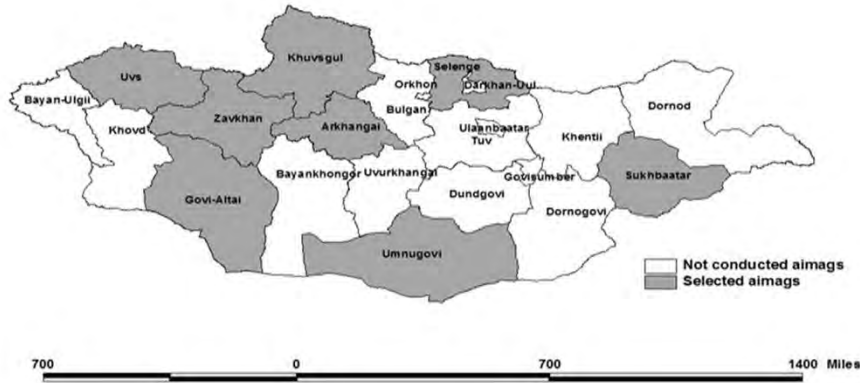 Khuvsgul
Selenge
Uvs
Orkhon
Darkhan-Uul
Bayan-Ulgii
Bulgan
Dornod
Zavkhan
Arkhangai
Khovd
Ulaanbaatar
Tuv
Khentii
Bayankhongor
Uvurkhangai
Govisumber
Sukhbaatar
Govi-Altai
Dundgovi
Dornogovi
Umnugovi
Not conducted aimags
Selected aimags
700 0 700 1400 Miles